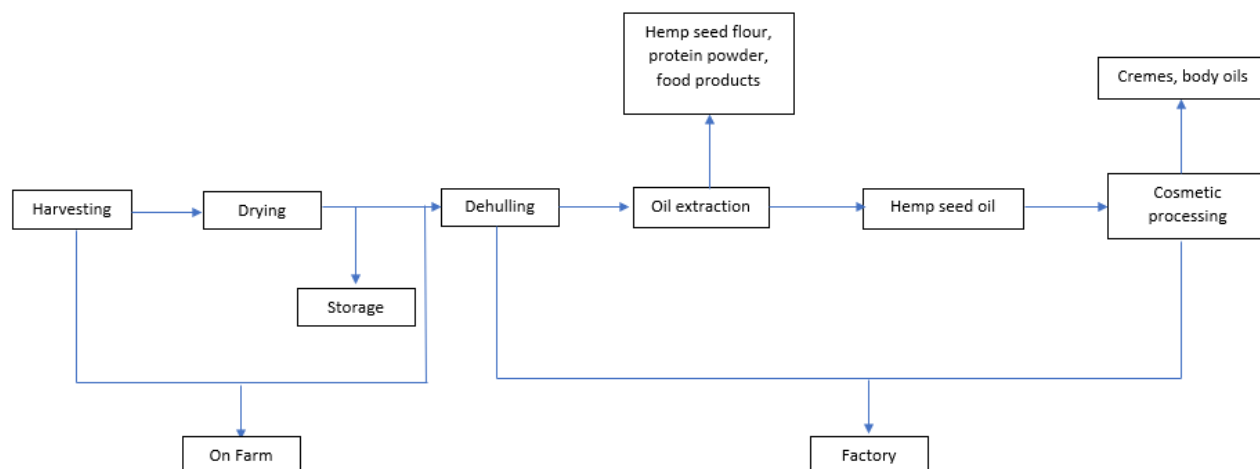 Hemp seed flour,
protein powder,
food products
Cremes, body oils
Harvesting
Drying
Dehulling
Oil extraction
Hemp seed oil
Cosmetic
processing
Storage
On Farm
Factory